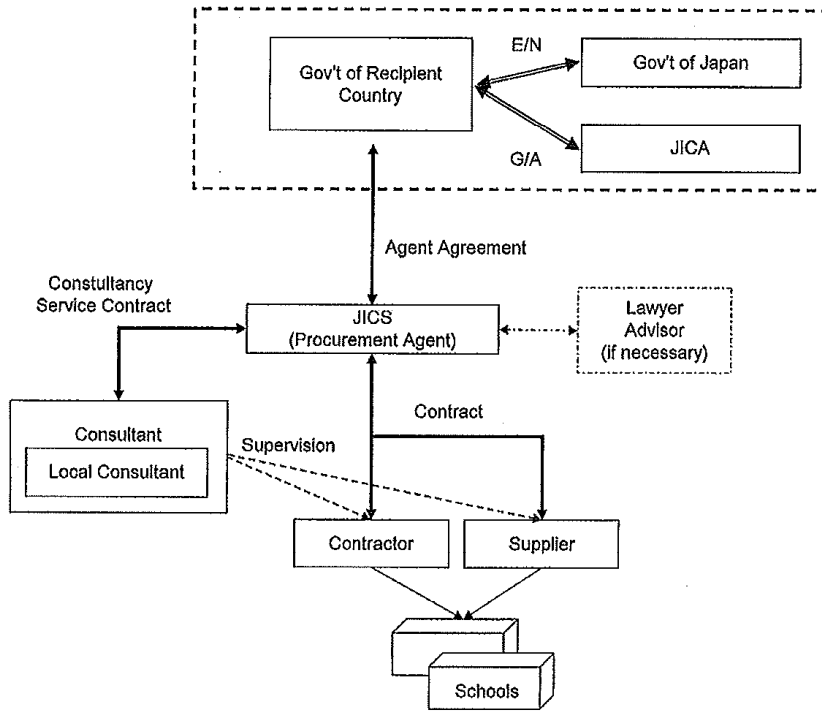 E/N
Gov't of Recipient
Country
Gov't of Japan
JICA
G/A
Agent Agreement
Constultancy
Service Contract
JICS
(Procurement Agent)
Lawyer
Advisor
(if necessary)
Contract
Consultant
Supervision
Local Consultant
Contractor
Supplier
Schools